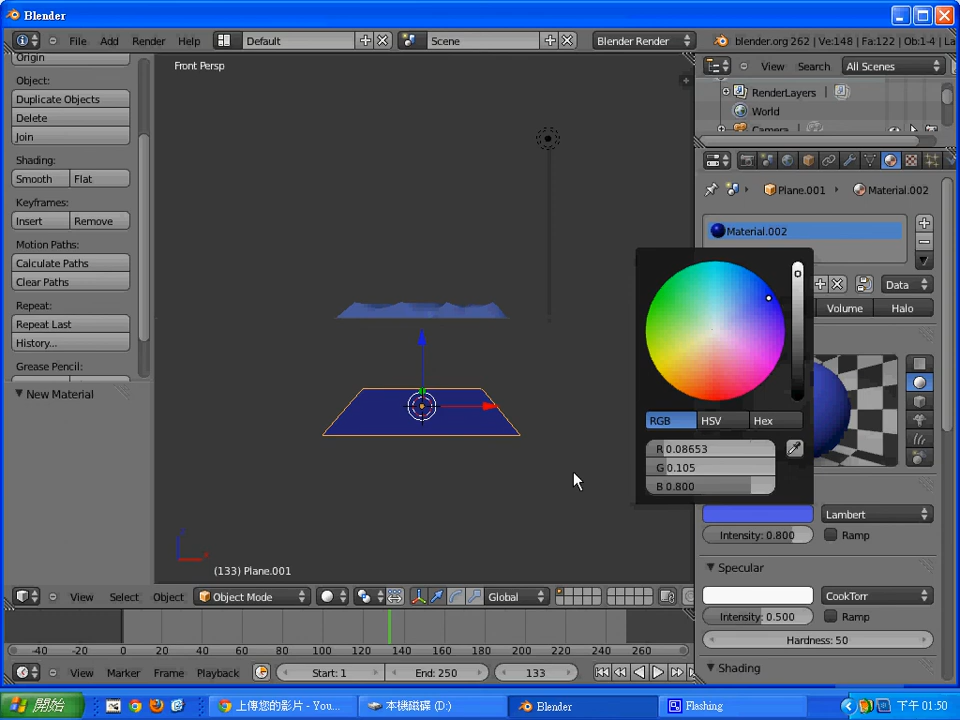 Blender
File Add Render Help Default Scene Blender Render blender.org 262 | Ve:148 | Fa:122 | Ob:1-4 | La
Origin
Object:
Duplicate Objects
Delete
Join
Shading:
Smooth Flat
Keyframes:
Insert Remove
Motion Paths:
Calculate Paths
Clear Paths
Repeat:
Repeat Last
History...
Grease Pencil:
New Material
Front Persp
(133) Plane.001
View Search All Scenes
RenderLayers
World
Camera
Plane.001 Material.002
Material.002
Data
Volume Halo
RGB HSV Hex
R 0.08653
G 0.105
B 0.800
Lambert
Intensity: 0.800 Ramp
Specular
CookTorr
Intensity: 0.500 Ramp
Hardness: 50
Shading
View Select Object Object Mode Global
-40 -20 0 20 40 60 80 100 120 140 160 180 200 220 240 260
View Marker Frame Playback Start: 1 End: 250 133
開始 上傳您的影片 - You... 本機磁碟 (D:) Blender Flashing 下午 01:50